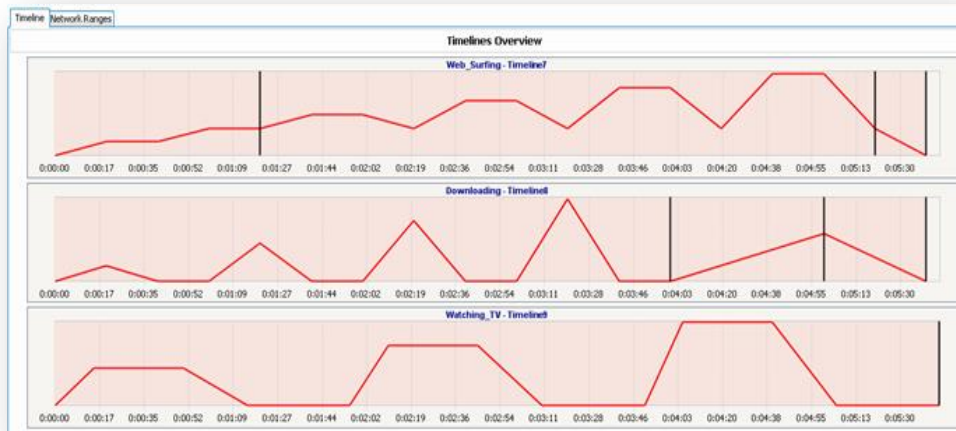 Timeline Network Ranges
Timelines Overview
Web_Surfing - Timeline7
0:00:00 0:00:17 0:00:35 0:00:52 0:01:09 0:01:27 0:01:44 0:02:02 0:02:19 0:02:36 0:02:54 0:03:11 0:03:28 0:03:46 0:04:03 0:04:20 0:04:38 0:04:55 0:05:13 0:05:30
Downloading - Timeline8
0:00:00 0:00:17 0:00:35 0:00:52 0:01:09 0:01:27 0:01:44 0:02:02 0:02:19 0:02:36 0:02:54 0:03:11 0:03:28 0:03:46 0:04:03 0:04:20 0:04:38 0:04:55 0:05:13 0:05:30
Watching_TV - Timeline9
0:00:00 0:00:17 0:00:35 0:00:52 0:01:09 0:01:27 0:01:44 0:02:02 0:02:19 0:02:36 0:02:54 0:03:11 0:03:28 0:03:46 0:04:03 0:04:20 0:04:38 0:04:55 0:05:13 0:05:30